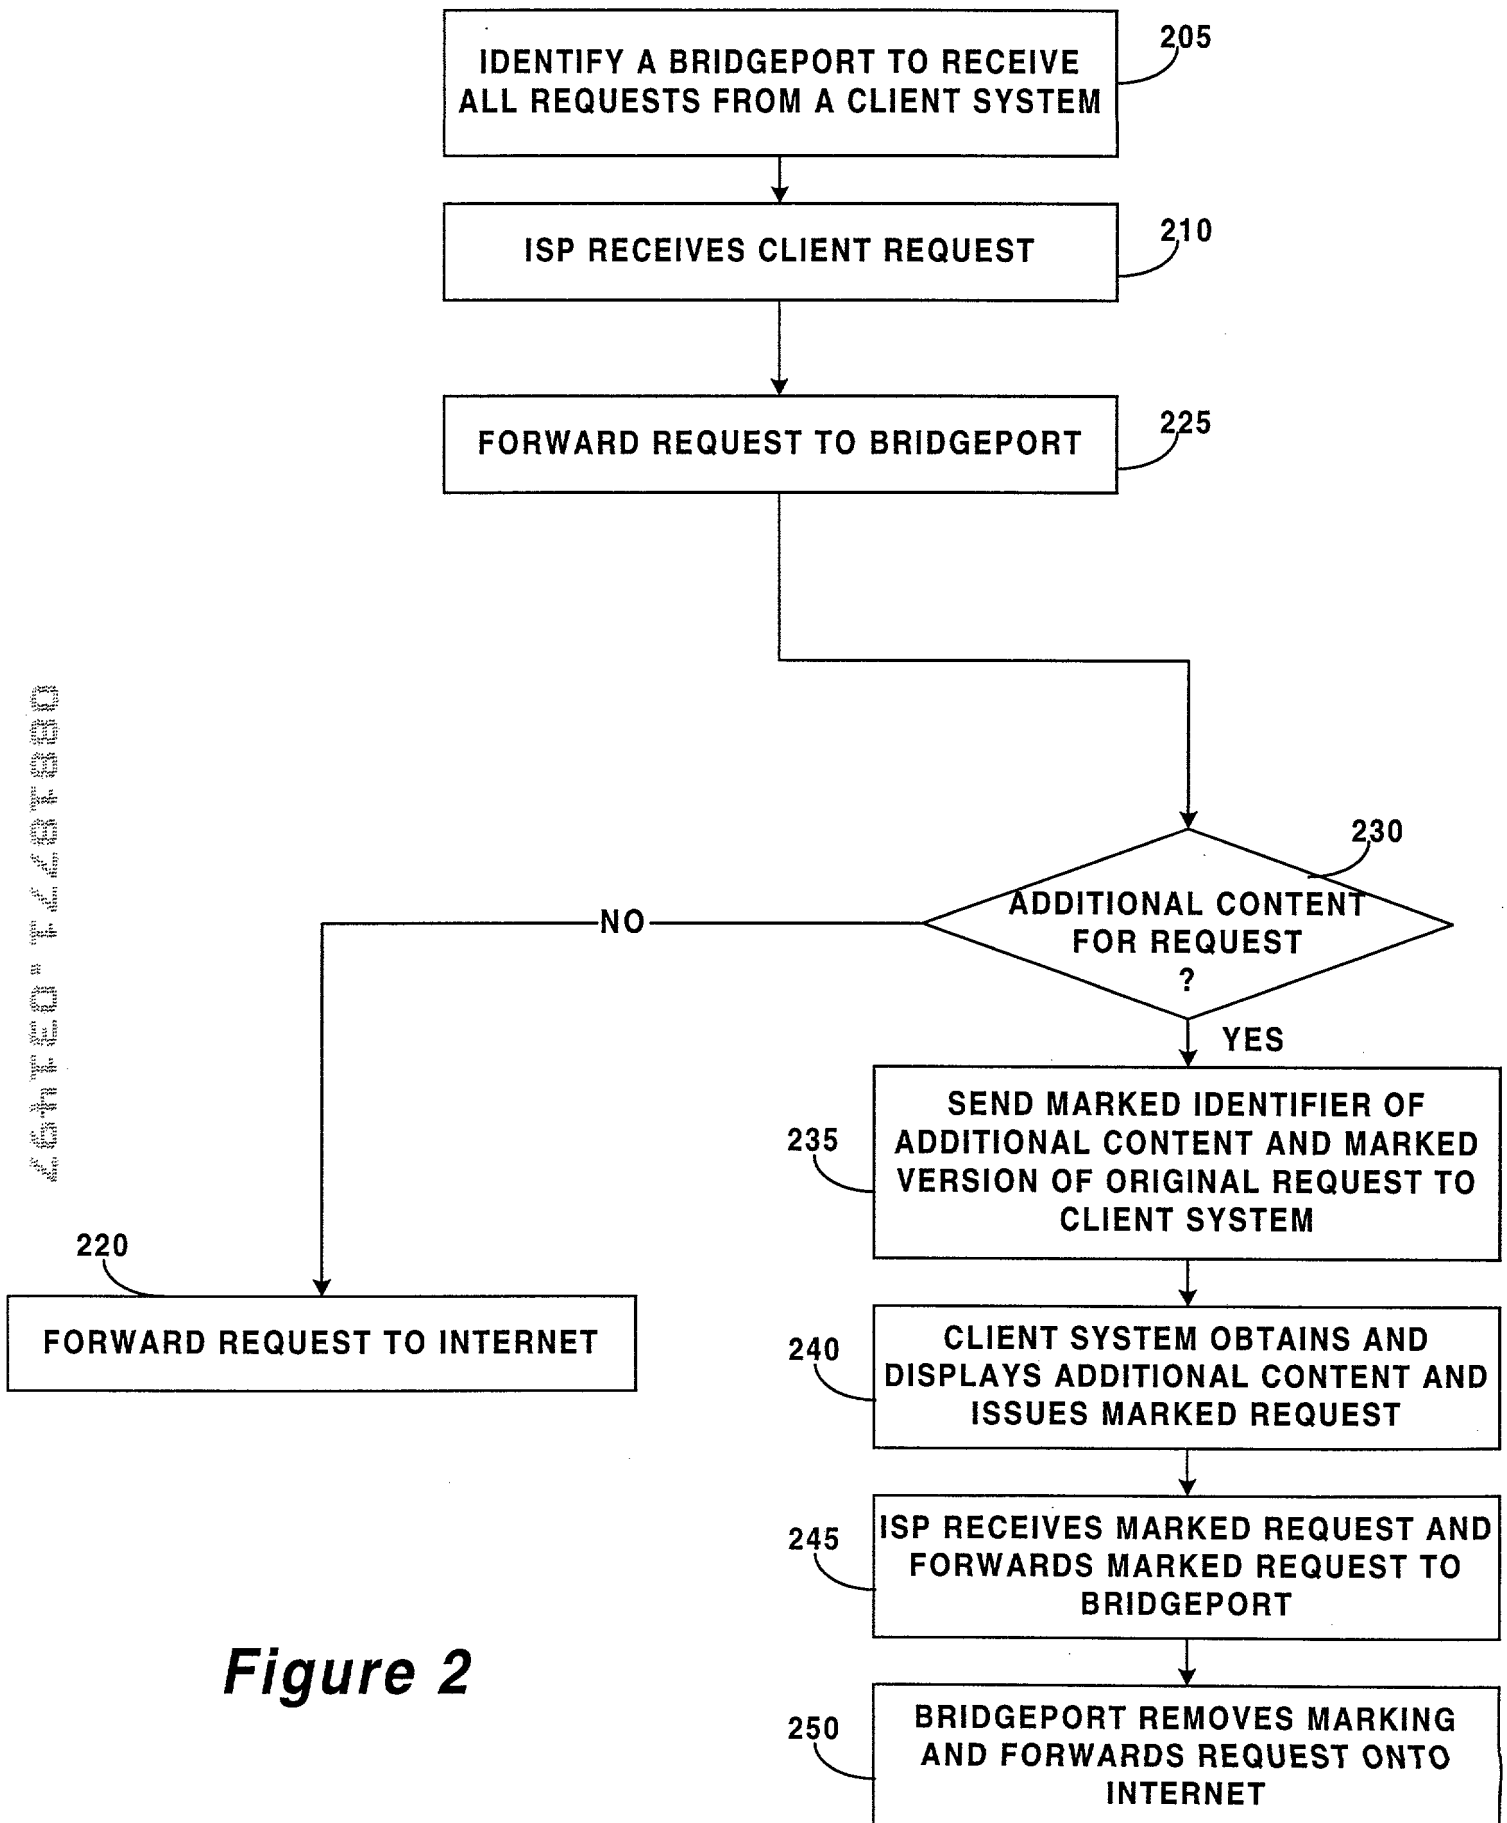 IDENTIFY A BRIDGEPORT TO RECEIVE
ALL REQUESTS FROM A CLIENT SYSTEM
205
ISP RECEIVES CLIENT REQUEST
210
FORWARD REQUEST TO BRIDGEPORT
225
230
ADDITIONAL CONTENT
FOR REQUEST
?
NO
YES
SEND MARKED IDENTIFIER OF
ADDITIONAL CONTENT AND MARKED
VERSION OF ORIGINAL REQUEST TO
CLIENT SYSTEM
235
220
FORWARD REQUEST TO INTERNET
CLIENT SYSTEM OBTAINS AND
DISPLAYS ADDITIONAL CONTENT AND
ISSUES MARKED REQUEST
240
ISP RECEIVES MARKED REQUEST AND
FORWARDS MARKED REQUEST TO
BRIDGEPORT
245
BRIDGEPORT REMOVES MARKING
AND FORWARDS REQUEST ONTO
INTERNET
250
Figure 2
08818771.031497